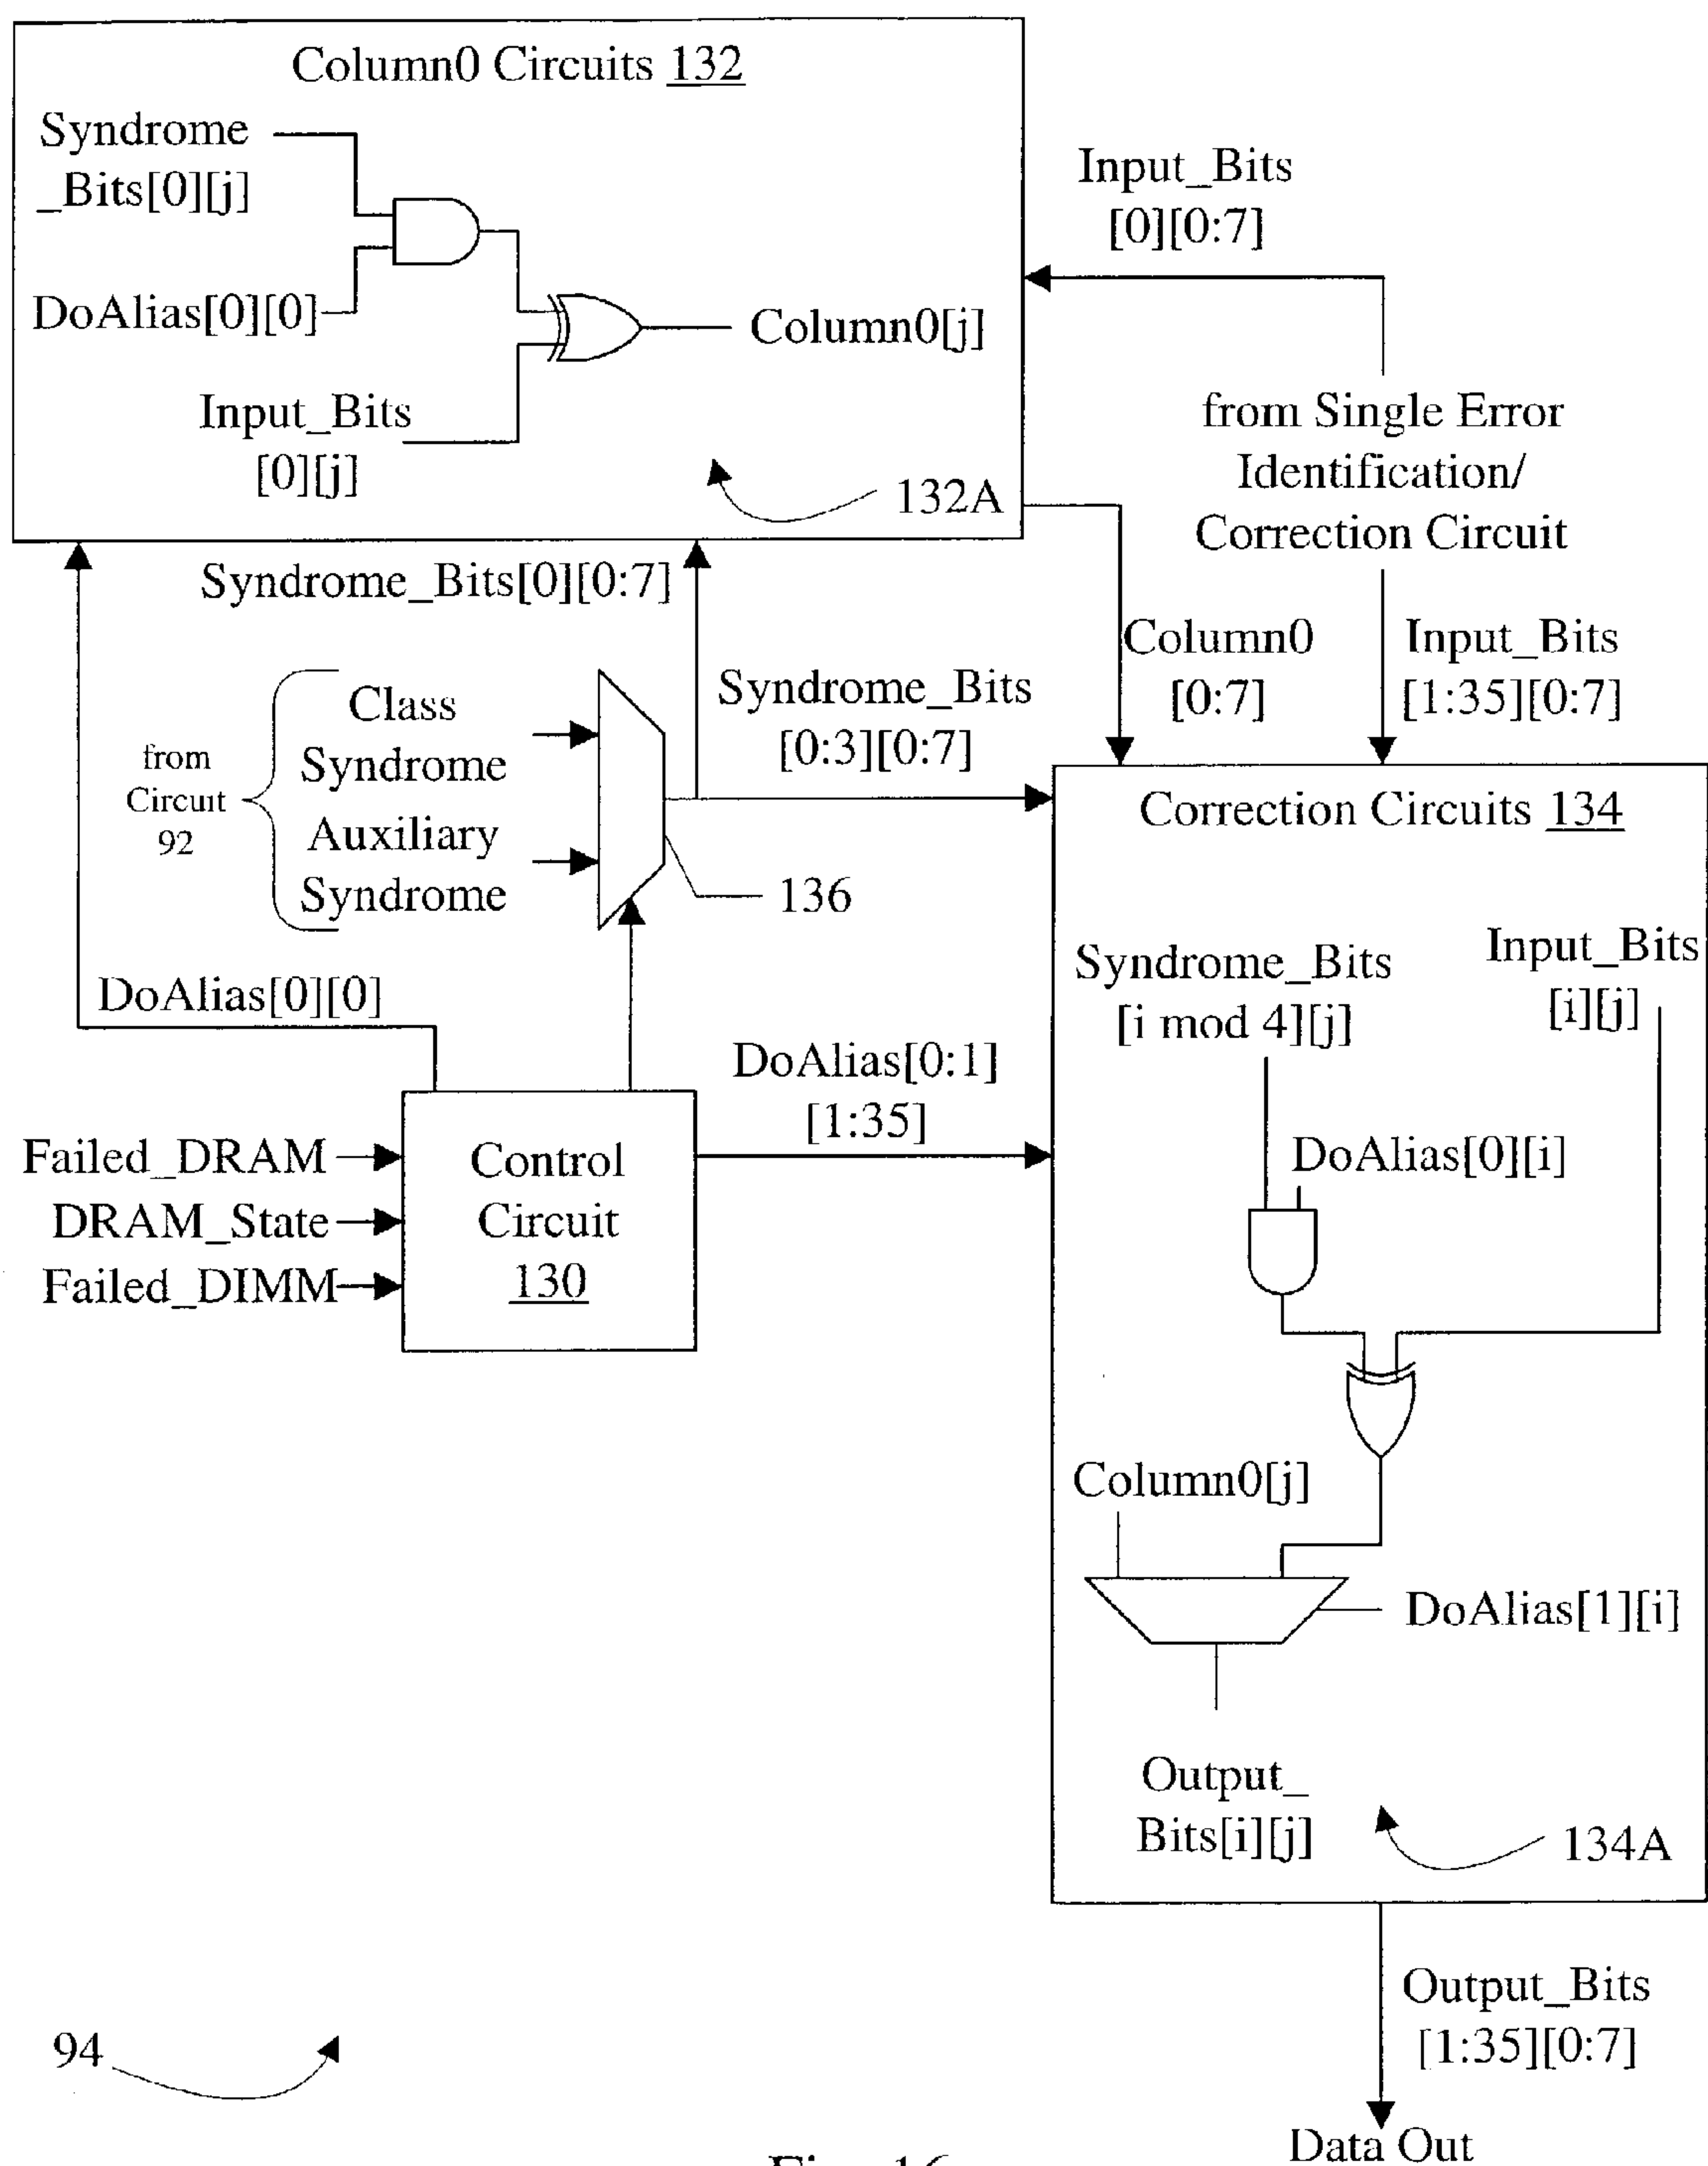 Column0 Circuits 132
Syndrome
_Bits[0][j]
DoAlias[0][0]
Input_Bits
[0][j]
Column0[j]
132A
Input_Bits
[0][0:7]
from Single Error
Identification/
Correction Circuit
Syndrome_Bits[0][0:7]
Column0
[0:7]
Input_Bits
[1:35][0:7]
from
Circuit
92
Class
Syndrome
Auxiliary
Syndrome
Syndrome_Bits
[0:3][0:7]
136
DoAlias[0][0]
DoAlias[0:1]
[1:35]
Failed_DRAM
DRAM_State
Failed_DIMM
Control
Circuit
130
Correction Circuits 134
Syndrome_Bits
[i mod 4][j]
Input_Bits
[i][j]
DoAlias[0][i]
Column0[j]
DoAlias[1][i]
Output_
Bits[i][j]
134A
Output_Bits
[1:35][0:7]
Data Out
94
Fig. 16